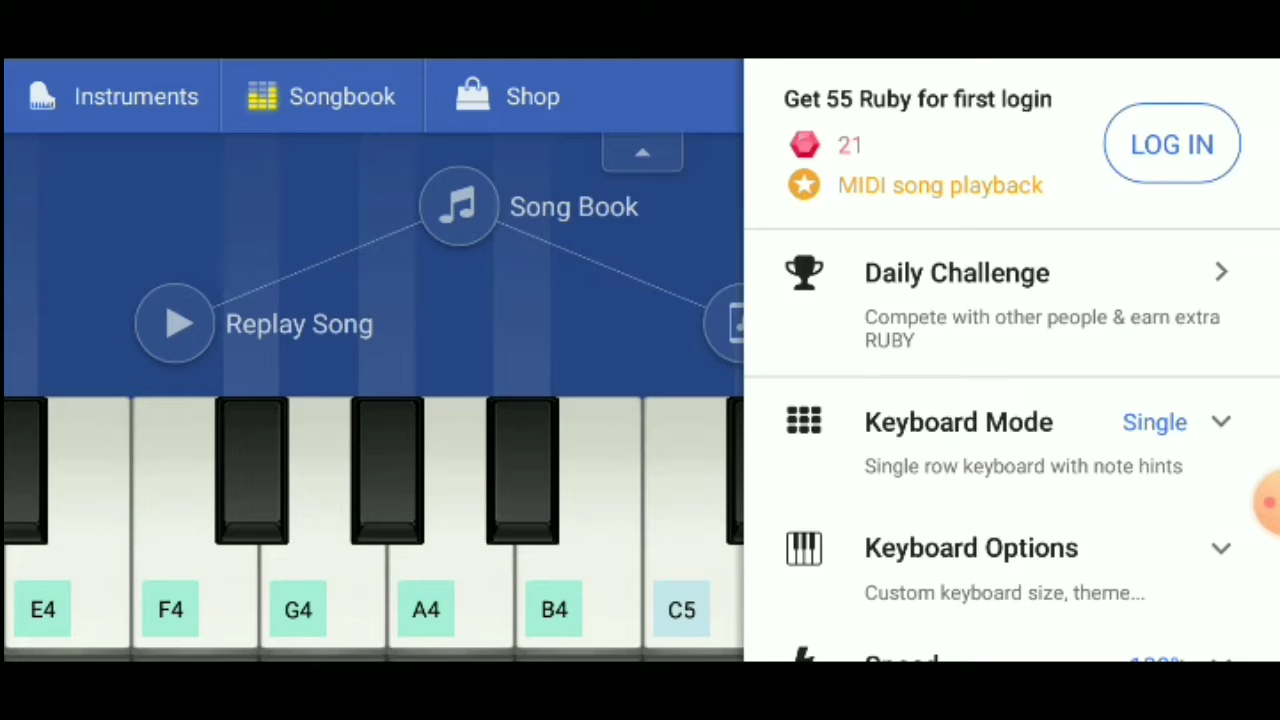 Instruments
Songbook
Shop
Song Book
Replay Song
E4
F4
G4
A4
B4
C5
Get 55 Ruby for first login
21
MIDI song playback
LOG IN
Daily Challenge
Compete with other people & earn extra
RUBY
Keyboard Mode
Single
Single row keyboard with note hints
Keyboard Options
Custom keyboard size, theme...